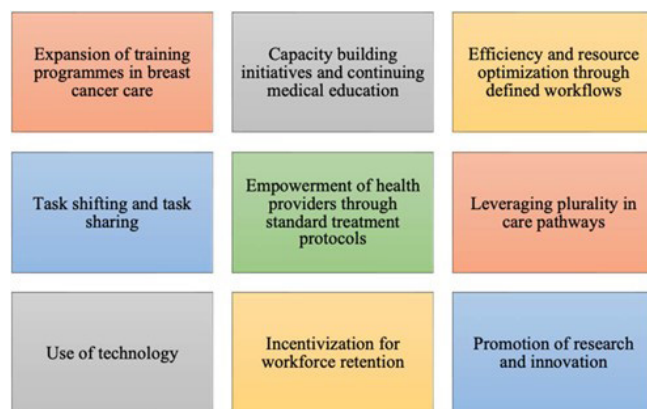 Expansion of training
programmes in breast
cancer care
Capacity building
initiatives and continuing
medical education
Efficiency and resource
optimization through
defined workflows
Task shifting and task
sharing
Empowerment of health
providers through
standard treatment
protocols
Leveraging plurality in
care pathways
Use of technology
Incentivization for
workforce retention
Promotion of research
and innovation